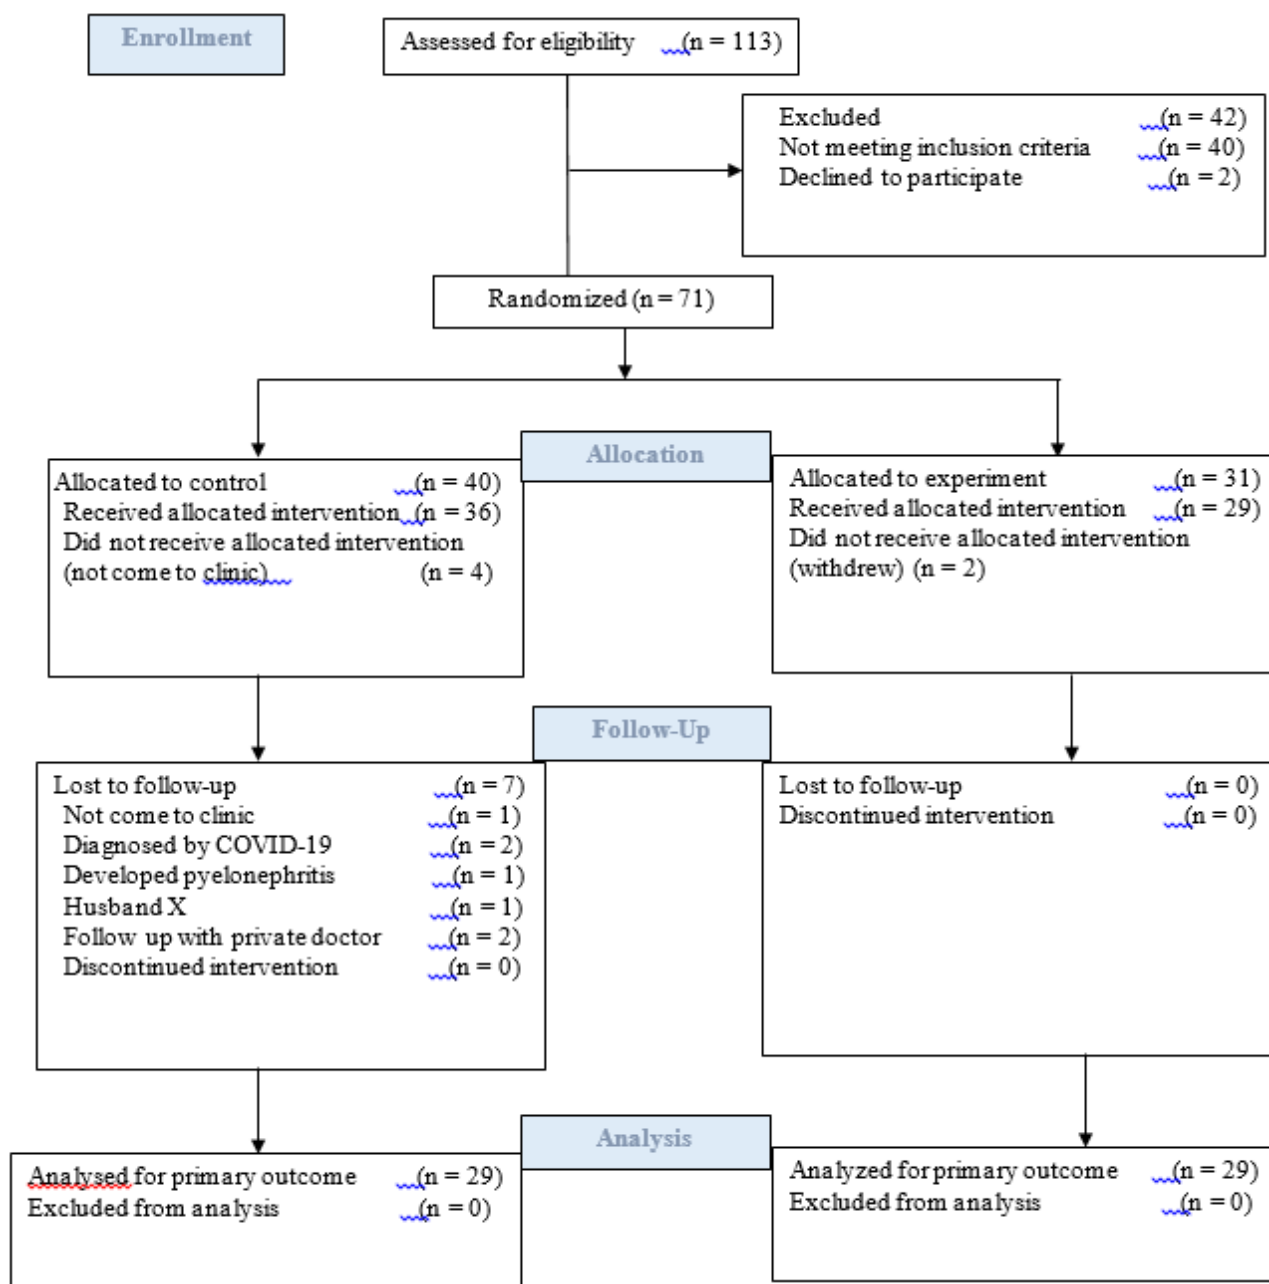 Enrollment
Assessed for eligibility (n = 113)
Excluded (n = 42)
Not meeting inclusion criteria (n = 40)
Declined to participate (n = 2)
Randomized (n = 71)
Allocation
Allocated to control (n = 40)
Received allocated intervention (n = 36)
Did not receive allocated intervention
(not come to clinic) (n = 4)
Allocated to experiment (n = 31)
Received allocated intervention (n = 29)
Did not receive allocated intervention
(withdrew) (n = 2)
Follow-Up
Lost to follow-up (n = 7)
Not come to clinic (n = 1)
Diagnosed by COVID-19 (n = 2)
Developed pyelonephritis (n = 1)
Husband X (n = 1)
Follow up with private doctor (n = 2)
Discontinued intervention (n = 0)
Lost to follow-up (n = 0)
Discontinued intervention (n = 0)
Analysis
Analysed for primary outcome (n = 29)
Excluded from analysis (n = 0)
Analyzed for primary outcome (n = 29)
Excluded from analysis (n = 0)